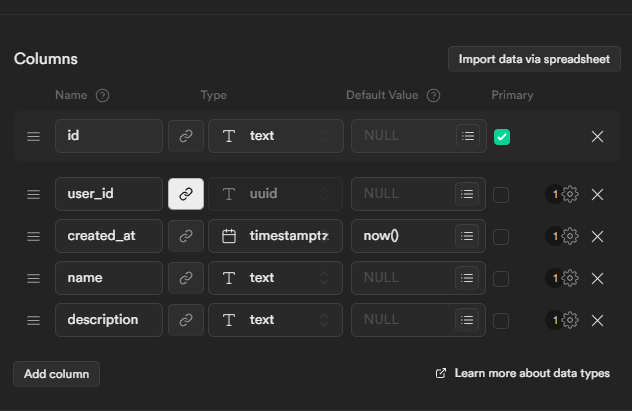 Columns
Import data via spreadsheet
Name Type Default Value Primary
id text NULL
user_id uuid NULL 1
created_at timestamptz now() 1
name text NULL 1
description text NULL 1
Add column
Learn more about data types